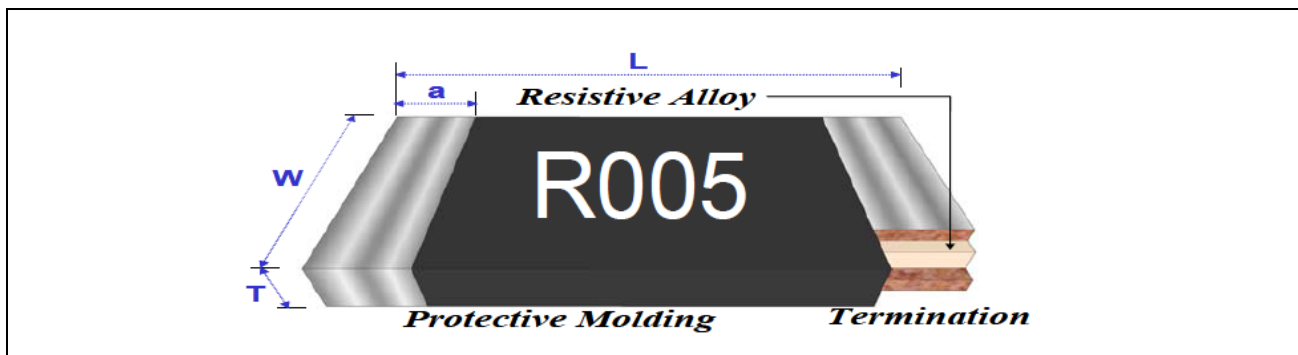 L
a
Resistive Alloy
W
R005
T
Protective Molding
Termination